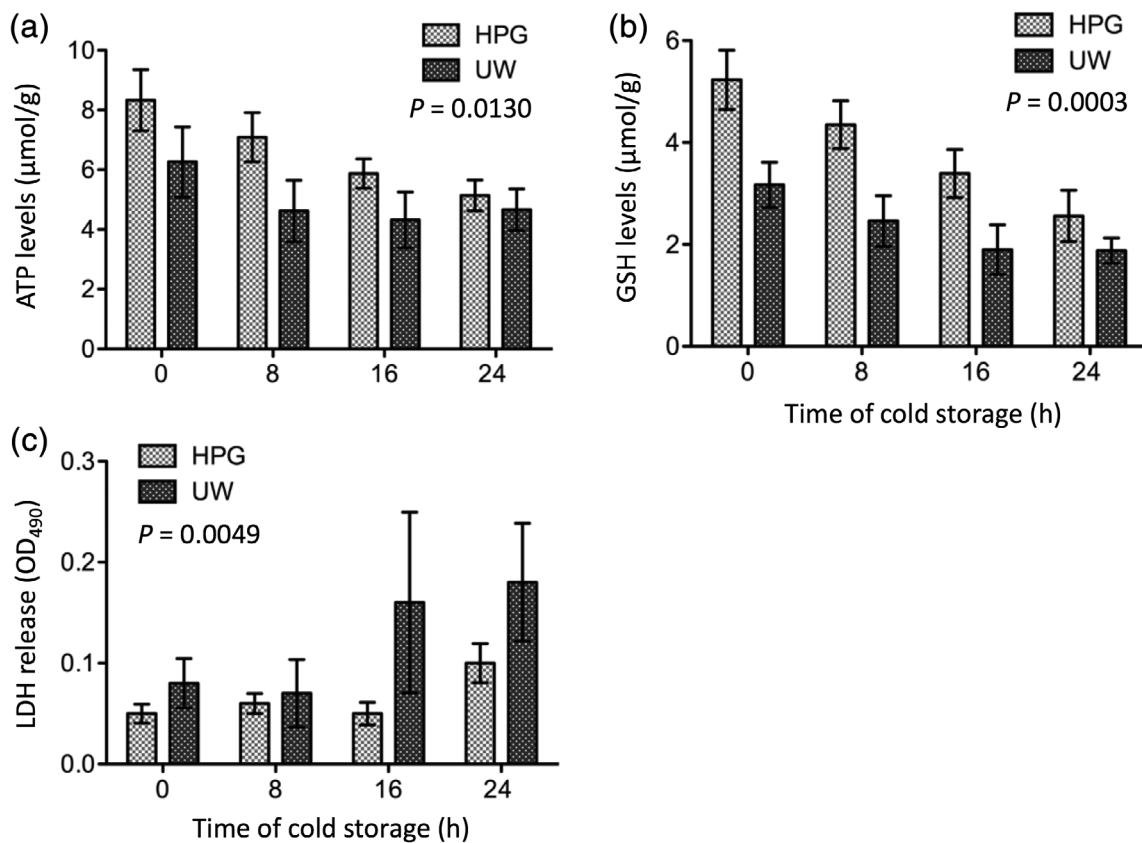 (a)
HPG
UW
P = 0.0130
ATP levels (μmol/g)
10
8
6
4
2
0
0 8 16 24
(b)
HPG
UW
P = 0.0003
GSH levels (μmol/g)
6
4
2
0
0 8 16 24
Time of cold storage (h)
(c)
HPG
UW
P = 0.0049
LDH release (OD490)
0.3
0.2
0.1
0.0
0 8 16 24
Time of cold storage (h)